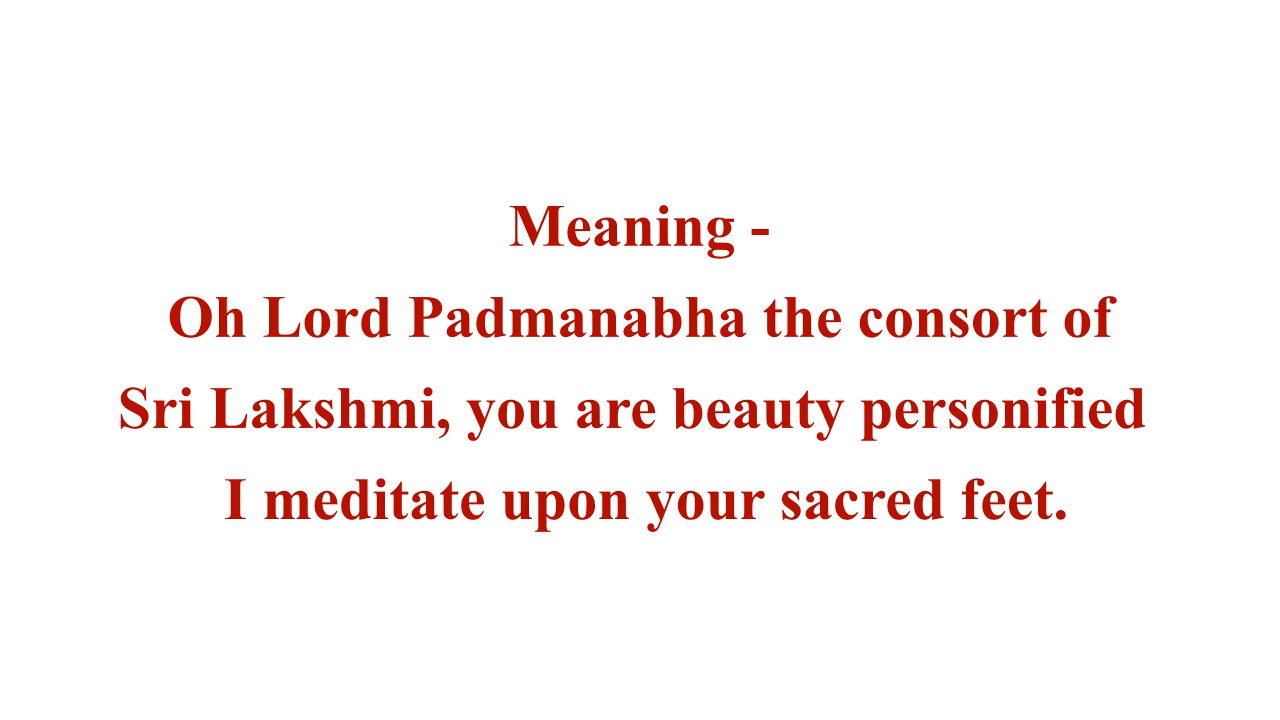 Meaning -
Oh Lord Padmanabha the consort of
Sri Lakshmi, you are beauty personified
I meditate upon your sacred feet.